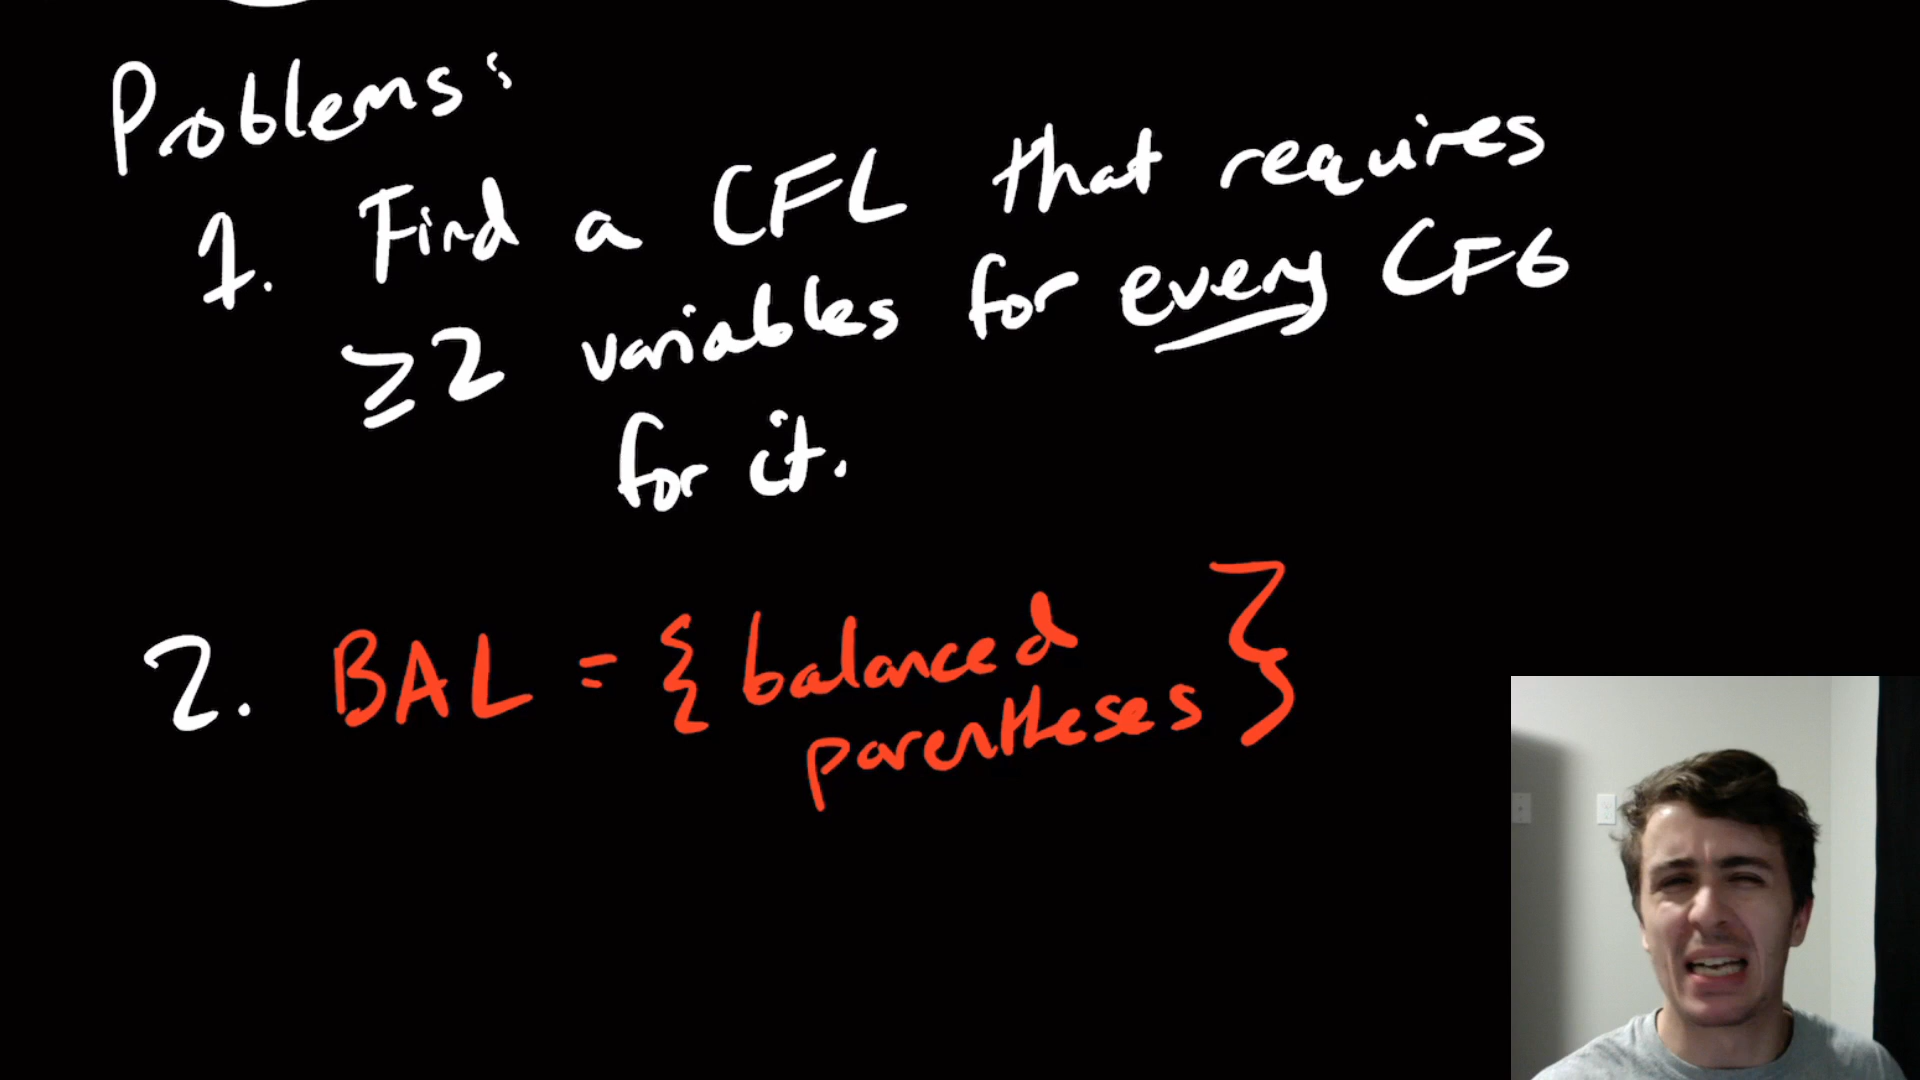 Problems:
1. Find a CFL that requires
≥2 variables for every CFG
for it.
2. BAL = { balanced
parentheses }